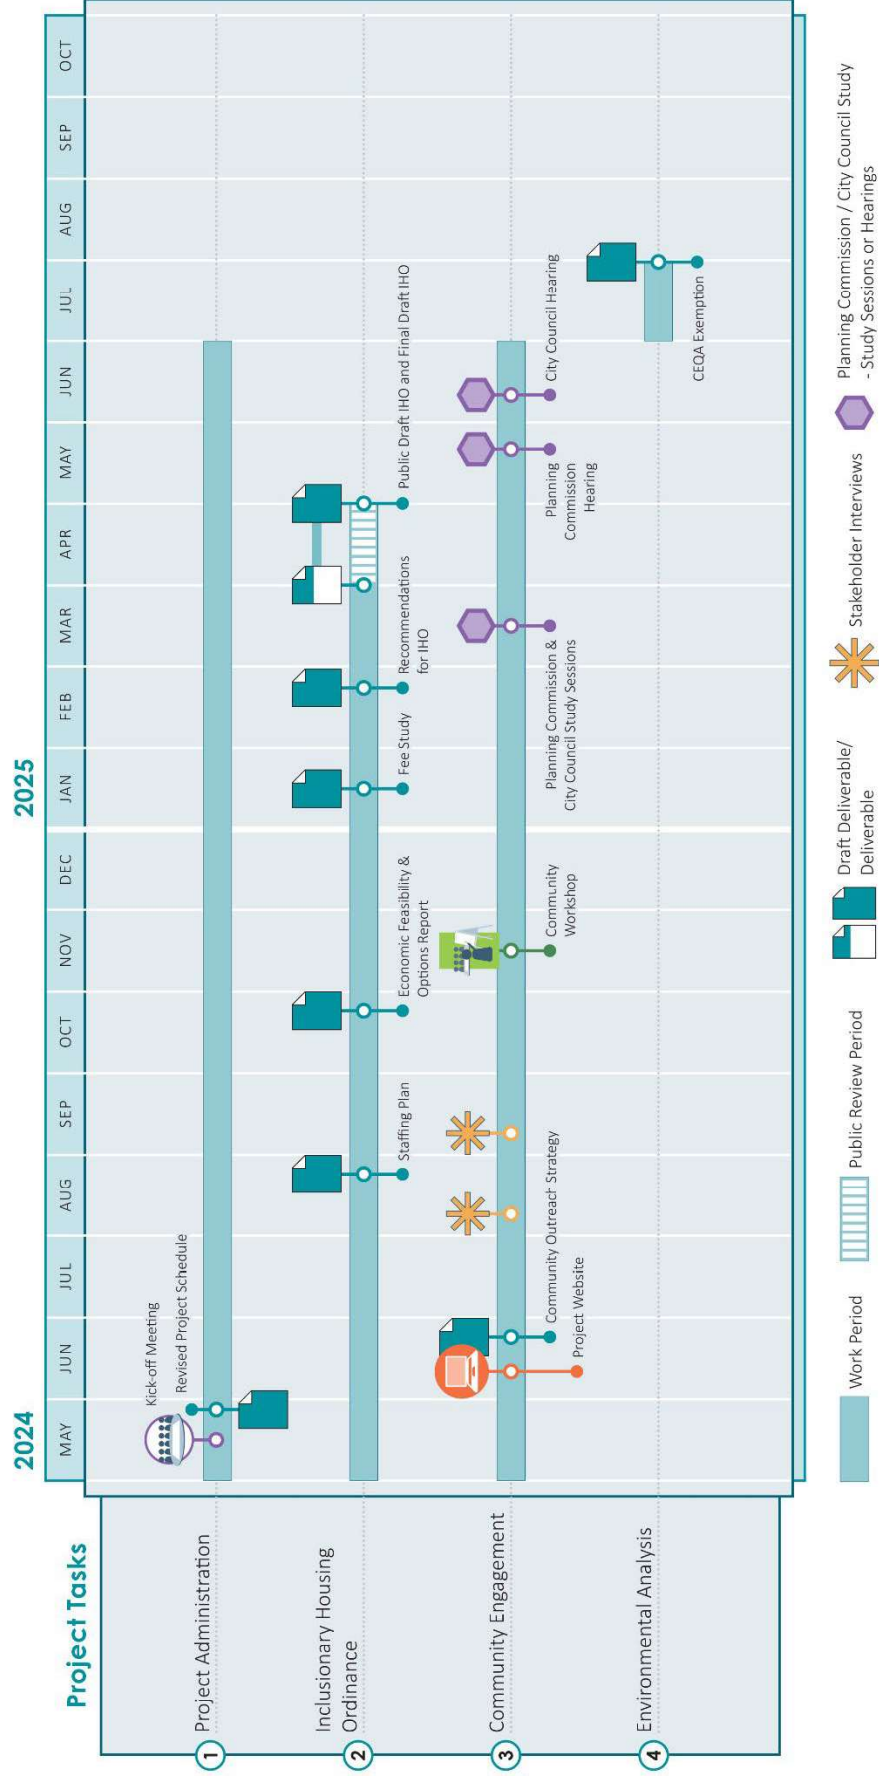 2024
2025
Project Tasks
MAY
JUN
JUL
AUG
SEP
OCT
NOV
DEC
JAN
FEB
MAR
APR
MAY
JUN
JUL
AUG
SEP
OCT
1
Project Administration
Kick-off Meeting
Revised Project Schedule
2
Inclusionary Housing
Ordinance
Staffing Plan
Economic Feasibility &
Options Report
Fee Study
Recommendations
for IHO
Public Draft IHO and Final Draft IHO
3
Community Engagement
Community Outreach Strategy
Project Website
Community
Workshop
Planning Commission &
City Council Study Sessions
Planning
Commission
Hearing
City Council Hearing
4
Environmental Analysis
CEQA Exemption
Work Period
Public Review Period
Draft Deliverable/
Deliverable
Stakeholder Interviews
Planning Commission / City Council Study
- Study Sessions or Hearings